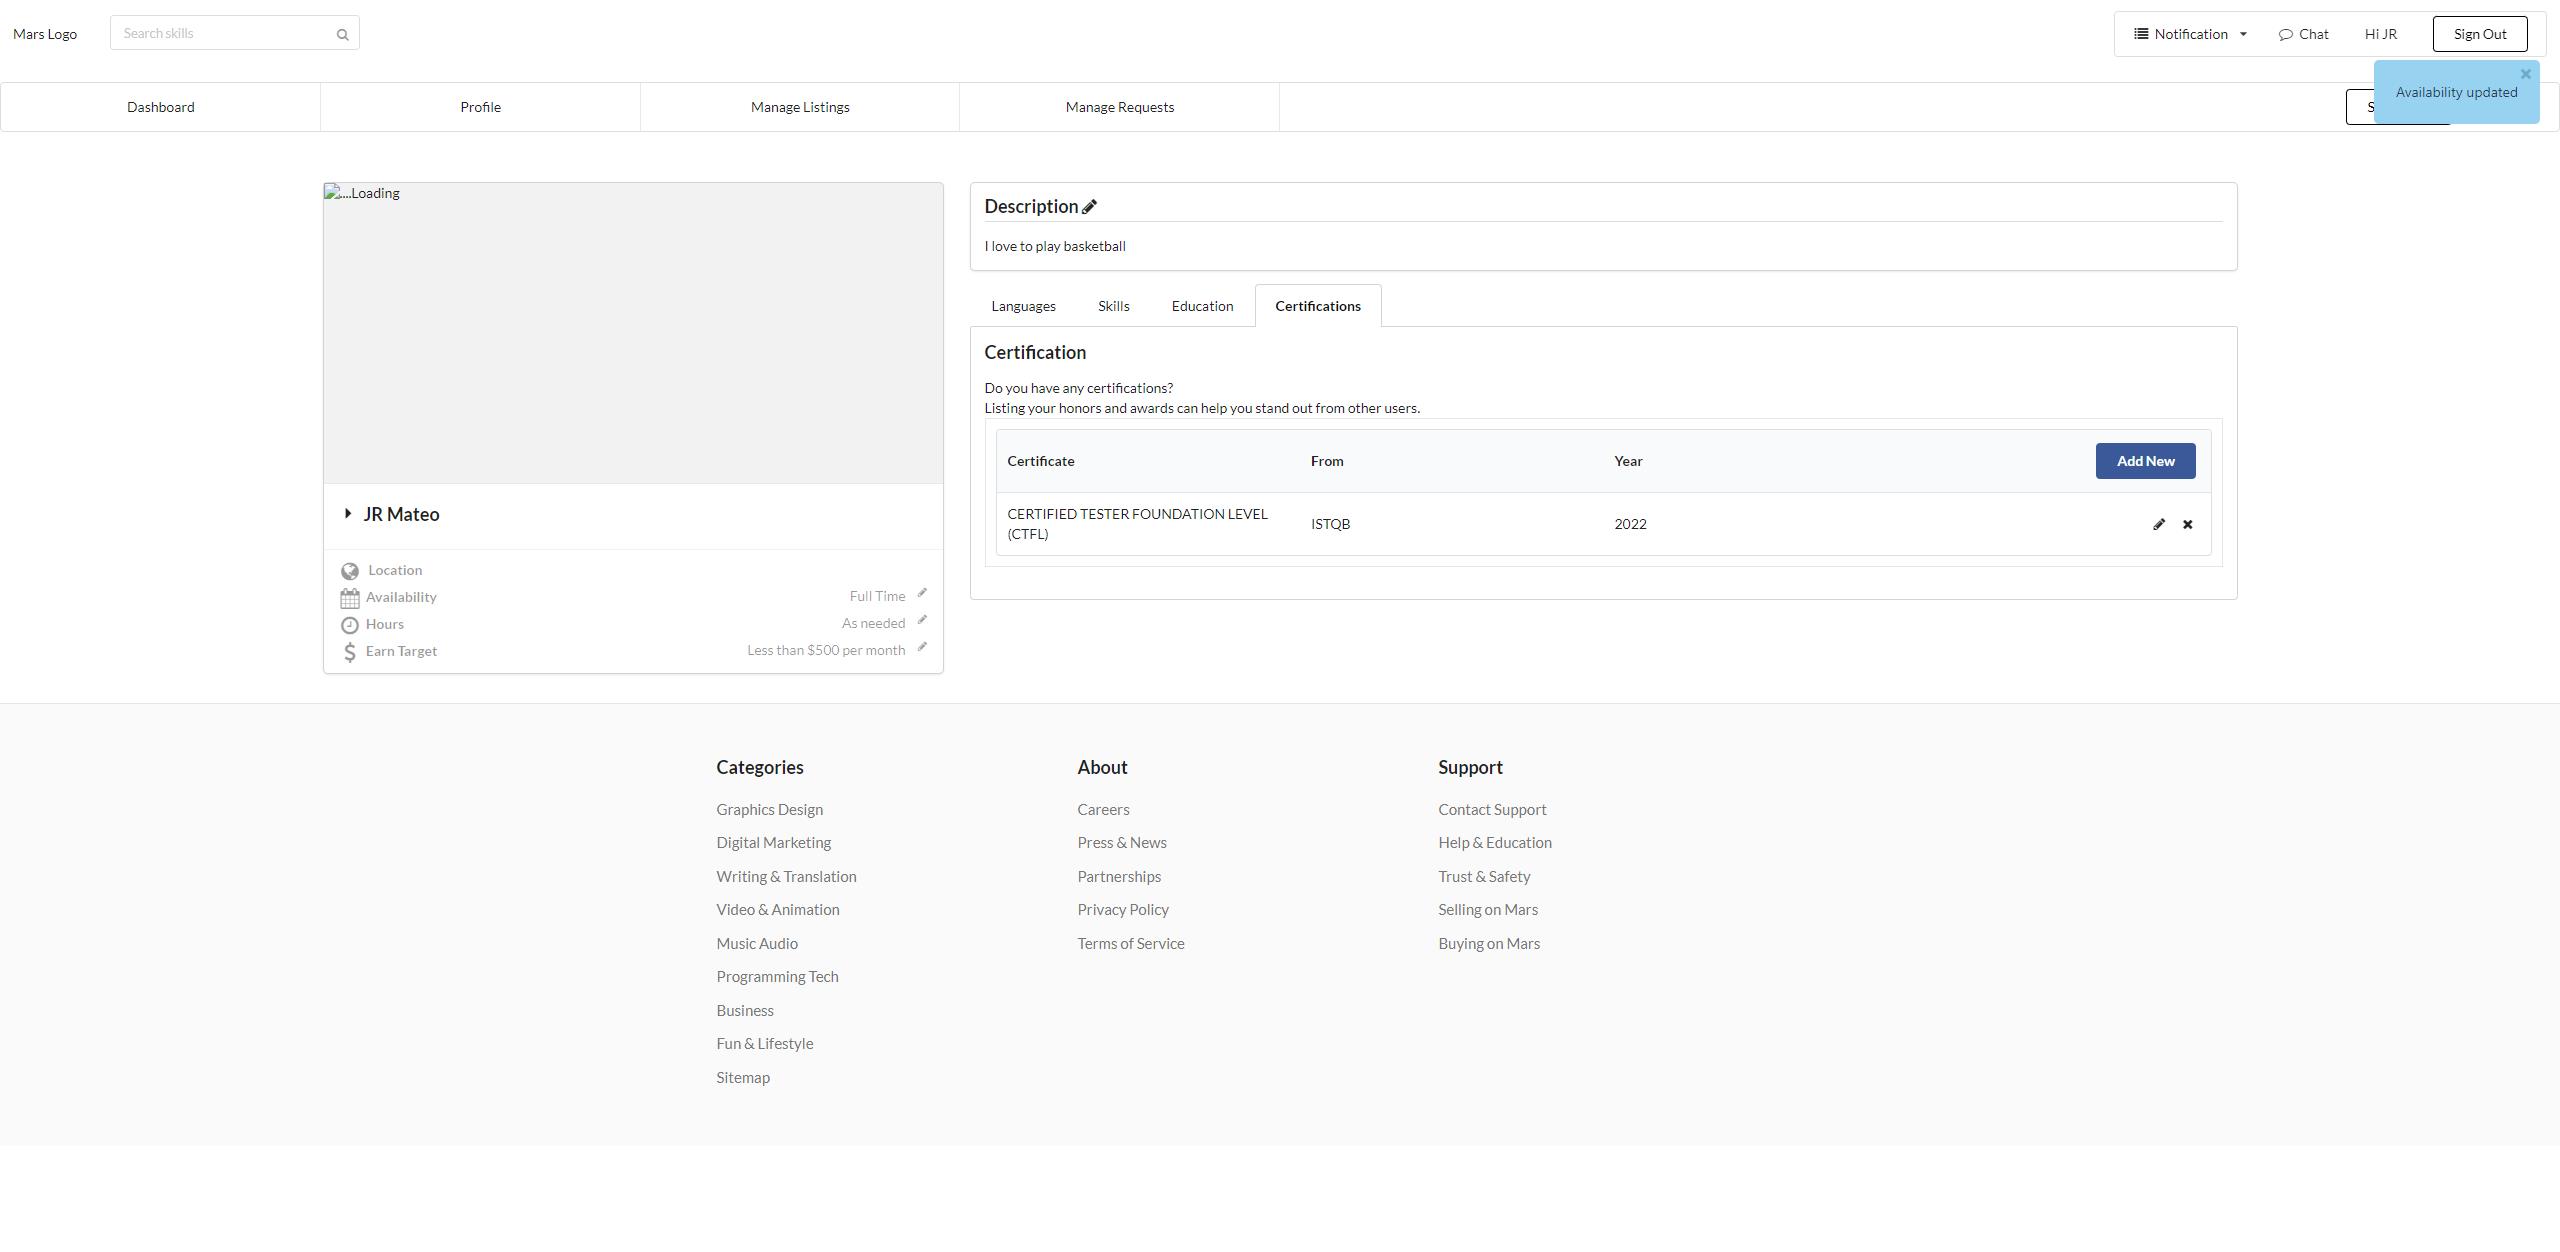 Mars Logo
Search skills
Notification
Chat
Hi JR
Sign Out
Availability updated
Dashboard
Profile
Manage Listings
Manage Requests
...Loading
JR Mateo
Location
Availability
Full Time
Hours
As needed
Earn Target
Less than $500 per month
Description
I love to play basketball
Languages
Skills
Education
Certifications
Certification
Do you have any certifications?
Listing your honors and awards can help you stand out from other users.
Certificate
From
Year
Add New
CERTIFIED TESTER FOUNDATION LEVEL
(CTFL)
ISTQB
2022
Categories
Graphics Design
Digital Marketing
Writing & Translation
Video & Animation
Music Audio
Programming Tech
Business
Fun & Lifestyle
Sitemap
About
Careers
Press & News
Partnerships
Privacy Policy
Terms of Service
Support
Contact Support
Help & Education
Trust & Safety
Selling on Mars
Buying on Mars